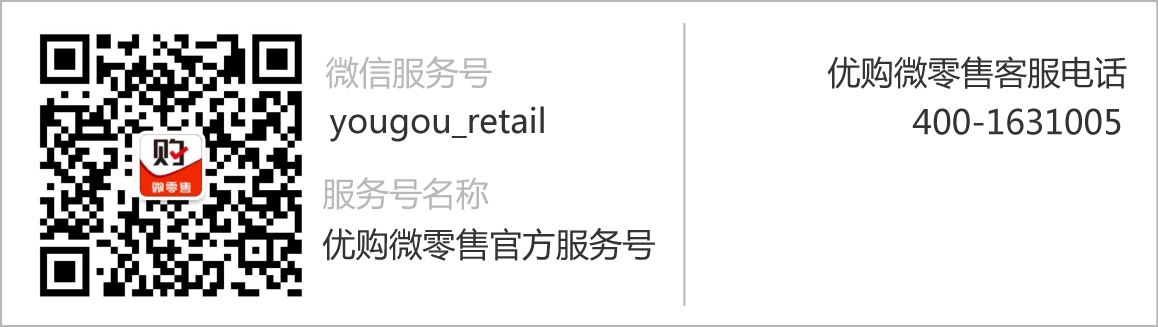 购
微零售
微信服务号
yougou_retail
服务号名称
优购微零售官方服务号
优购微零售客服电话
400-1631005